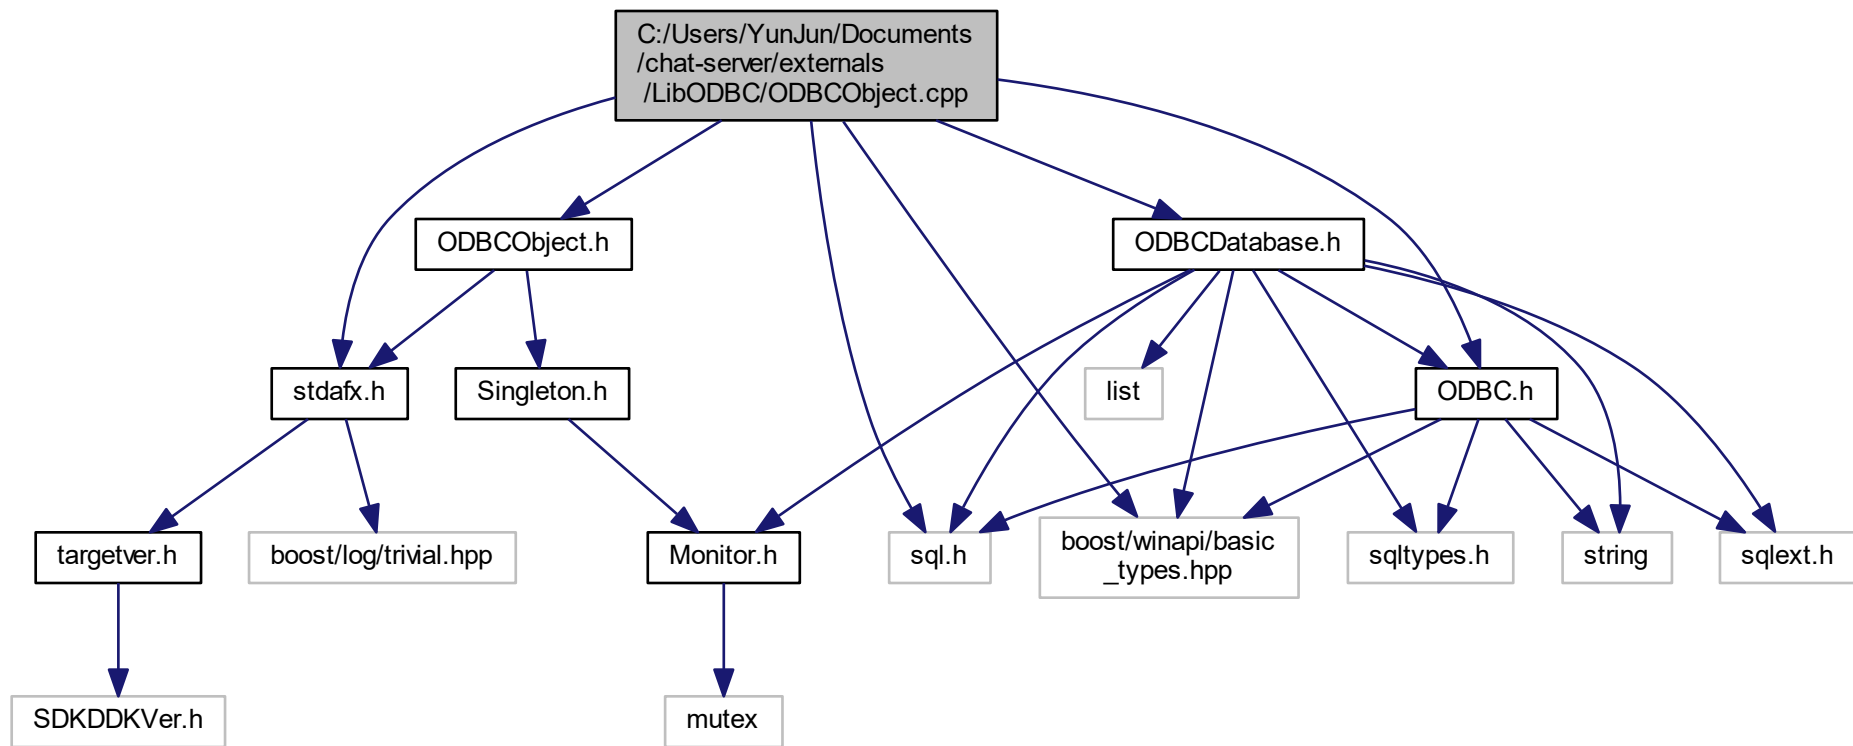 C:/Users/YunJun/Documents
/chat-server/externals
/LibODBC/ODBCObject.cpp
ODBCObject.h
ODBCDatabase.h
stdafx.h
Singleton.h
list
ODBC.h
targetver.h
boost/log/trivial.hpp
Monitor.h
sql.h
boost/winapi/basic
_types.hpp
sqltypes.h
string
sqlext.h
SDKDDKVer.h
mutex